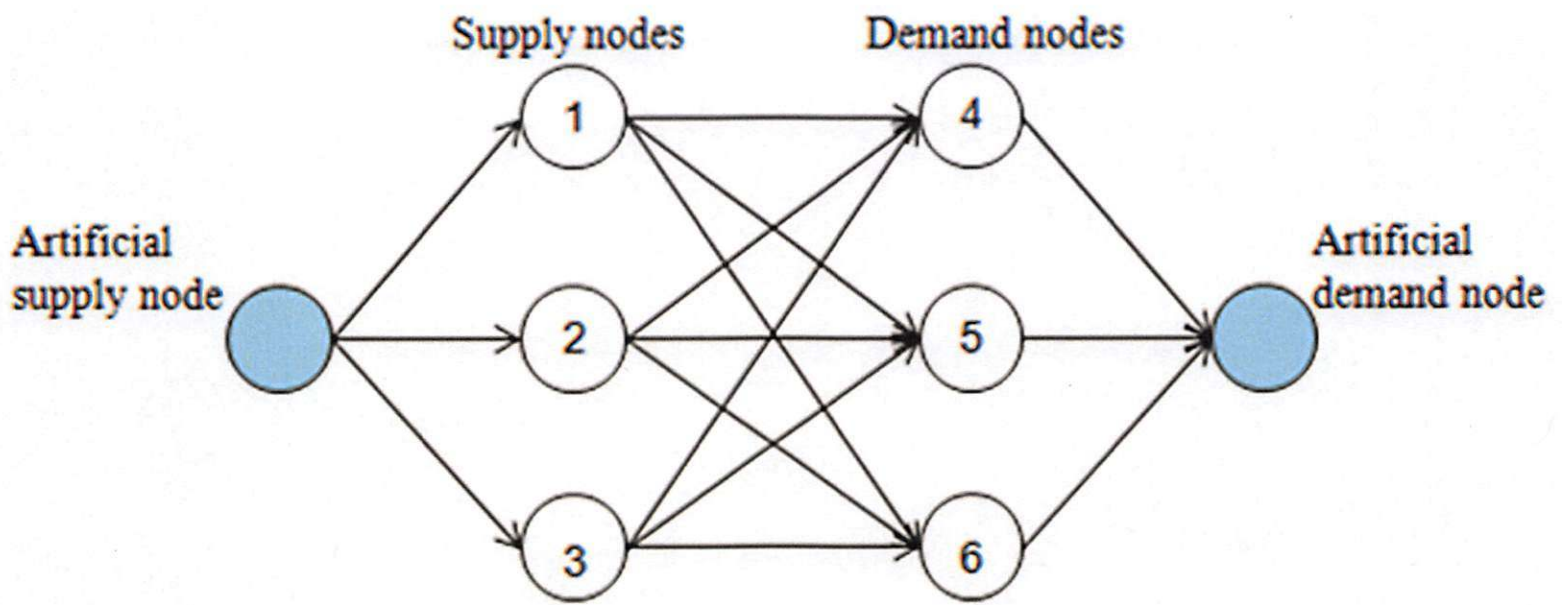 Supply nodes
Demand nodes
1
4
Artificial
supply node
2
5
Artificial
demand node
3
6